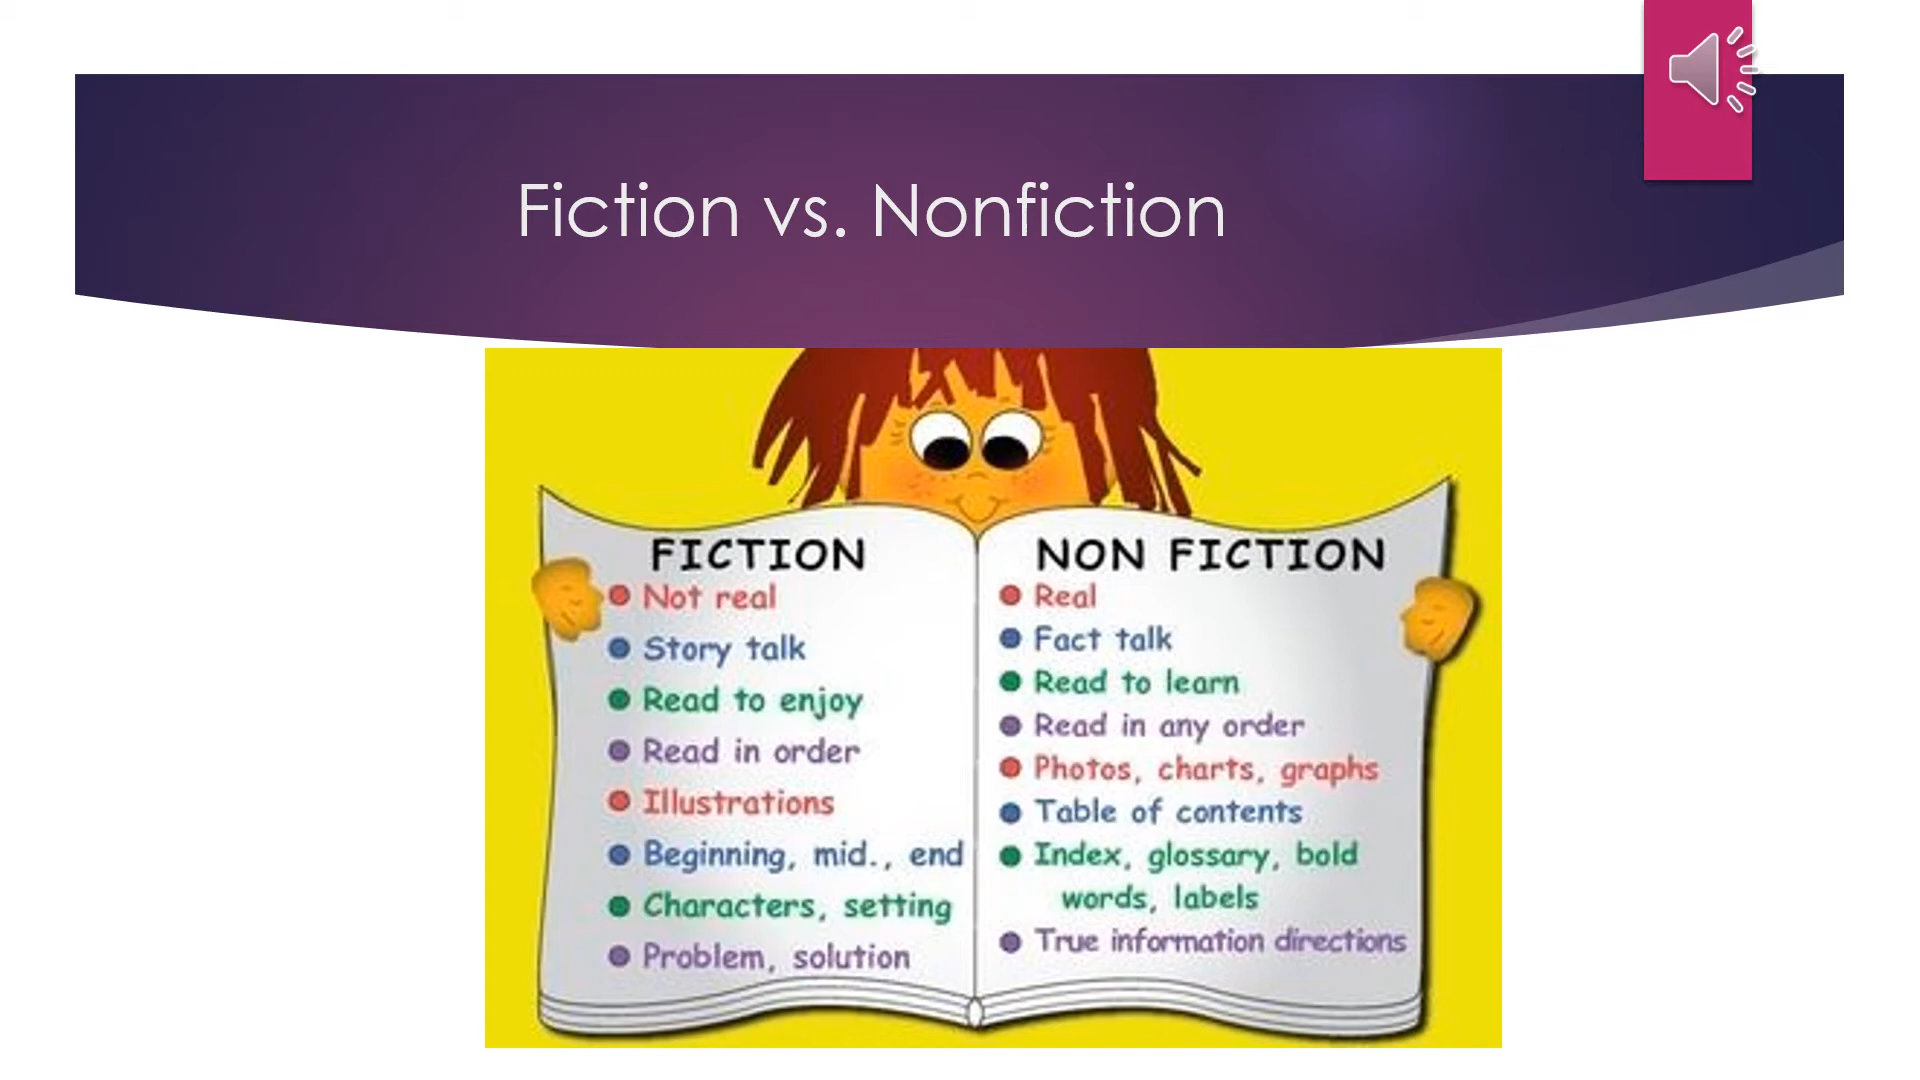 Fiction vs. Nonfiction
FICTION
Not real
Story talk
Read to enjoy
Read in order
Illustrations
Beginning, mid., end
Characters, setting
Problem, solution
NON FICTION
Real
Fact talk
Read to learn
Read in any order
Photos, charts, graphs
Table of contents
Index, glossary, bold
words, labels
True information directions